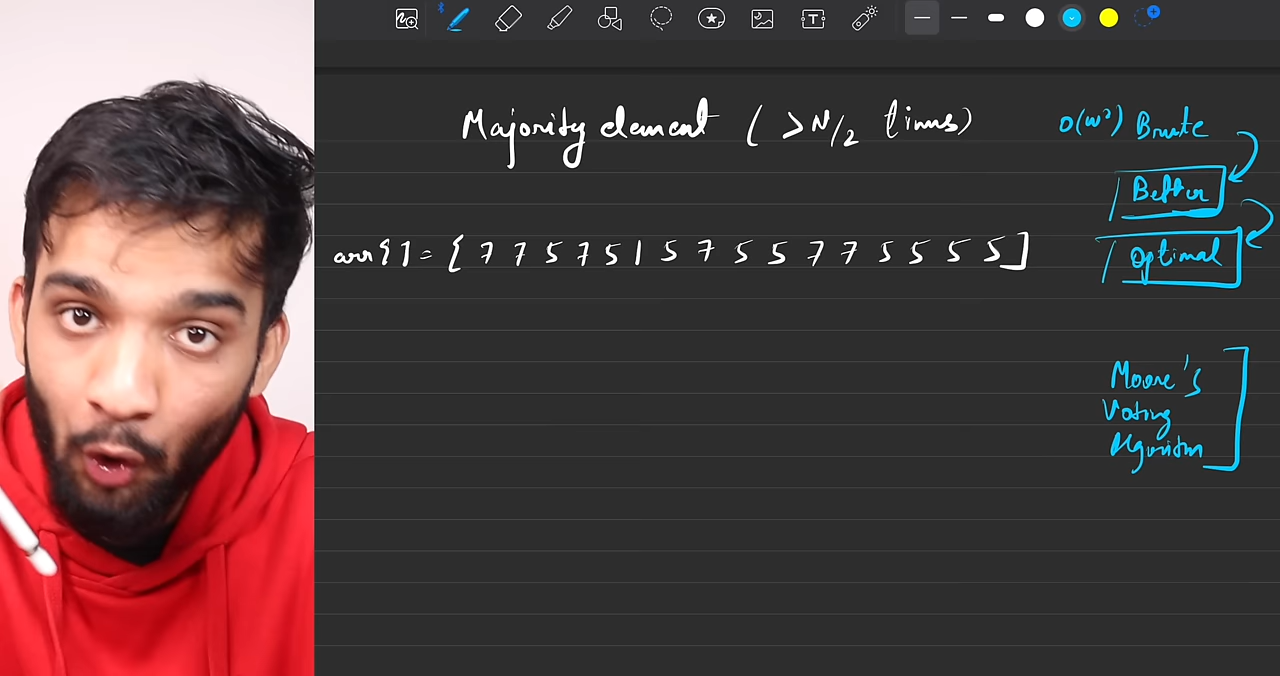 Majority element ( > N/2 times)
O(n²) Brute
Better
Optimal
arr[] = [ 7 7 5 7 5 1 5 7 5 5 7 7 5 5 5 5 ]
Moore's
Voting
Algorithm